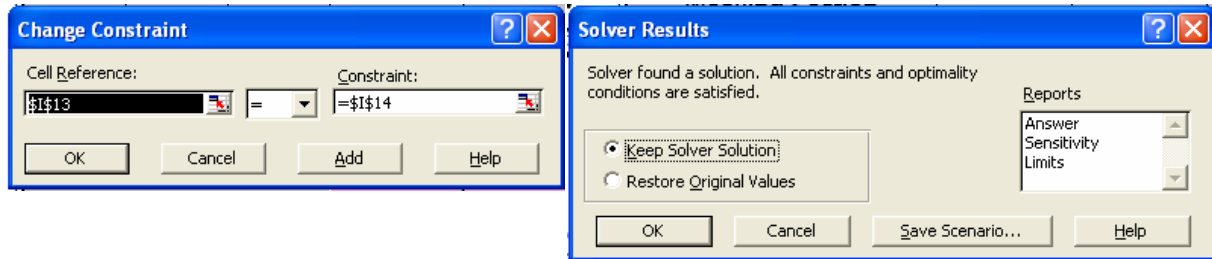 Change Constraint
Cell Reference:
Constraint:
$I$13
=
=$I$14
OK
Cancel
Add
Help
Solver Results
Solver found a solution. All constraints and optimality
conditions are satisfied.
Reports
Answer
Sensitivity
Limits
Keep Solver Solution
Restore Original Values
OK
Cancel
Save Scenario...
Help